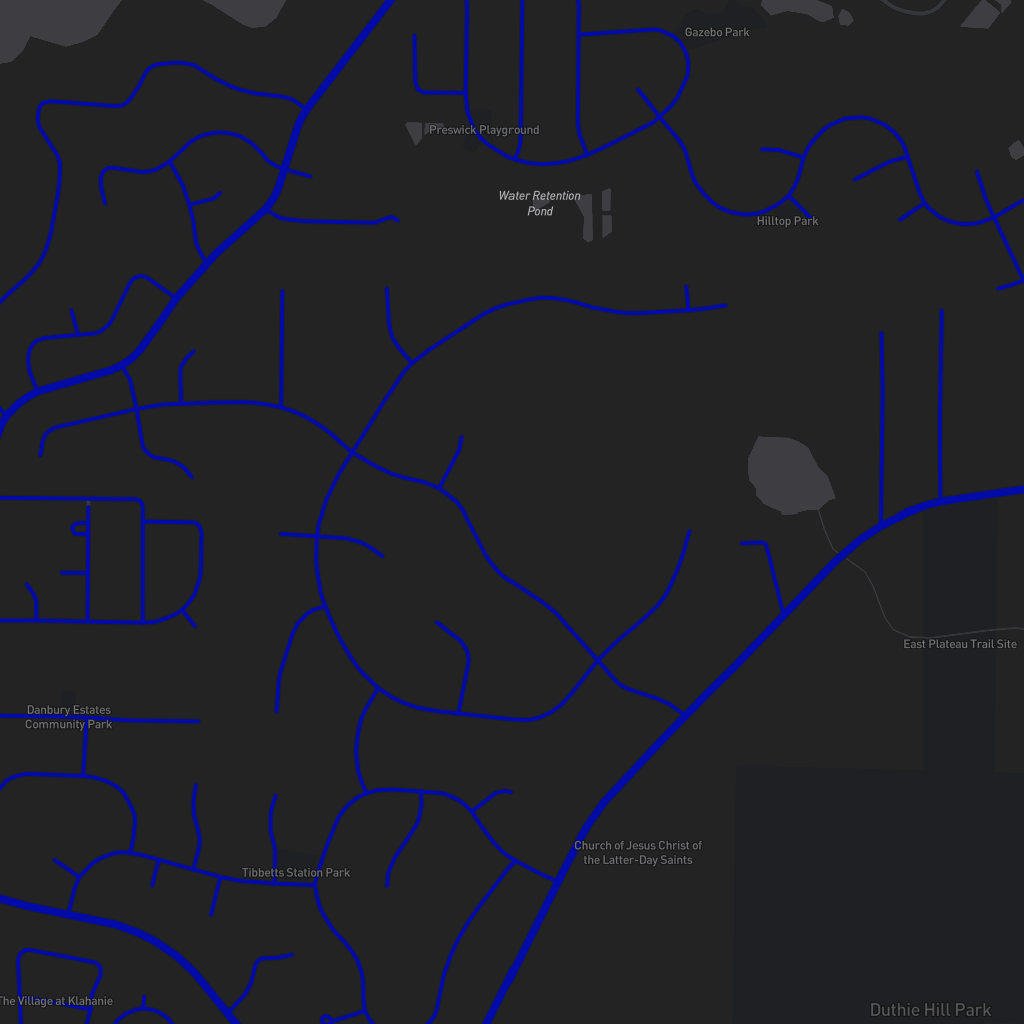 Gazebo Park
Preswick Playground
Water Retention
Pond
Hilltop Park
East Plateau Trail Site
Danbury Estates
Community Park
Church of Jesus Christ of
the Latter-Day Saints
Tibbetts Station Park
The Village at Klahanie
Duthie Hill Park